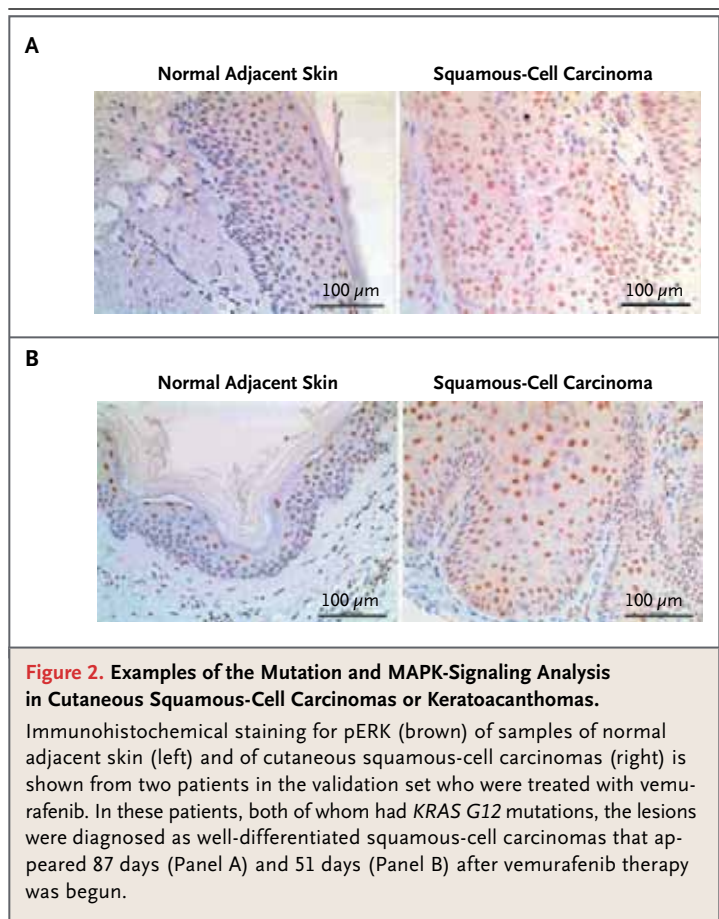 A
Normal Adjacent Skin Squamous-Cell Carcinoma
100 µm 100 µm
B
Normal Adjacent Skin Squamous-Cell Carcinoma
100 µm 100 µm
Figure 2. Examples of the Mutation and MAPK-Signaling Analysis
in Cutaneous Squamous-Cell Carcinomas or Keratoacanthomas.
Immunohistochemical staining for pERK (brown) of samples of normal
adjacent skin (left) and of cutaneous squamous-cell carcinomas (right) is
shown from two patients in the validation set who were treated with vemu-
rafenib. In these patients, both of whom had KRAS G12 mutations, the lesions
were diagnosed as well-differentiated squamous-cell carcinomas that ap-
peared 87 days (Panel A) and 51 days (Panel B) after vemurafenib therapy
was begun.